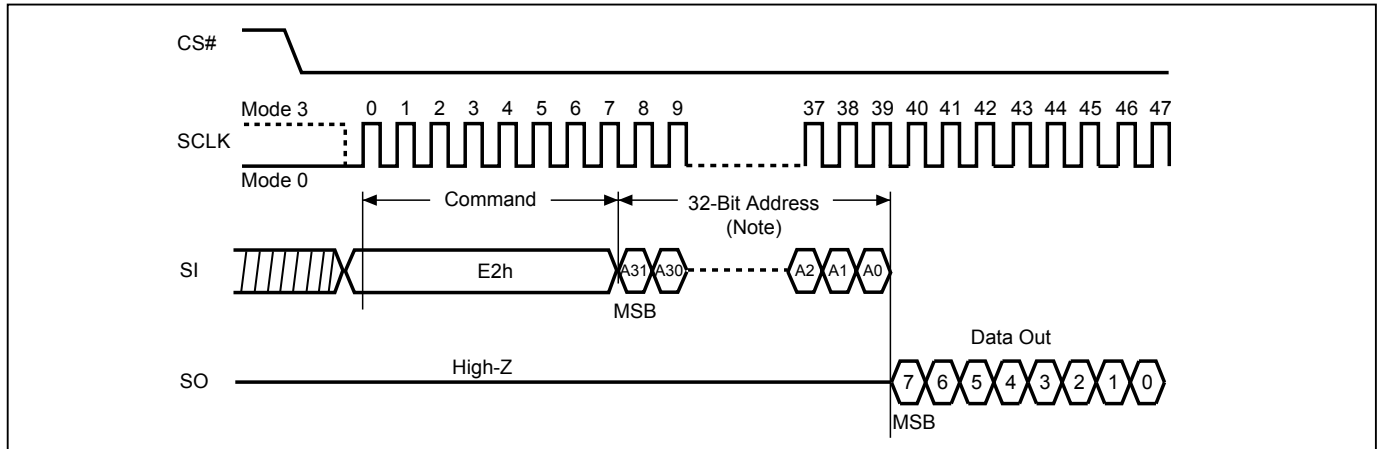 CS#
Mode 3
0 1 2 3 4 5 6 7 8 9 37 38 39 40 41 42 43 44 45 46 47
SCLK
Mode 0
Command
32-Bit Address
(Note)
SI
E2h
A31 A30 A2 A1 A0
MSB
Data Out
High-Z
SO
7 6 5 4 3 2 1 0
MSB